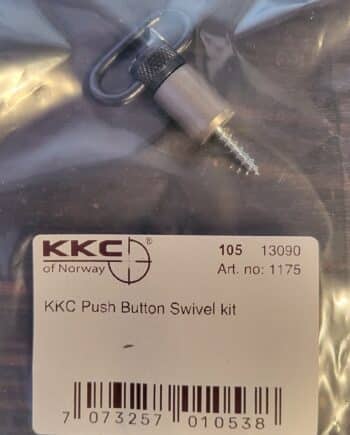 KKC ®
of Norway
105 13090
Art. no: 1175
KKC Push Button Swivel kit
7 073257 010538